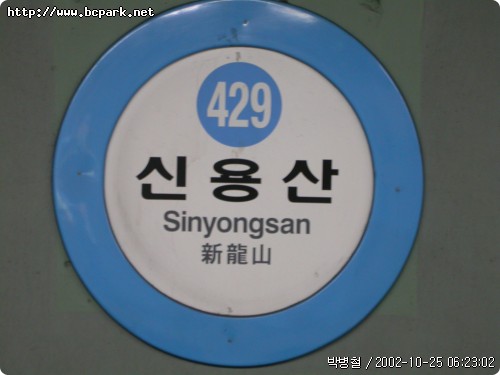 http://www.bcpark.net
429
신용산
Sinyongsan
新龍山
박병철 / 2002-10-25 06:23:02